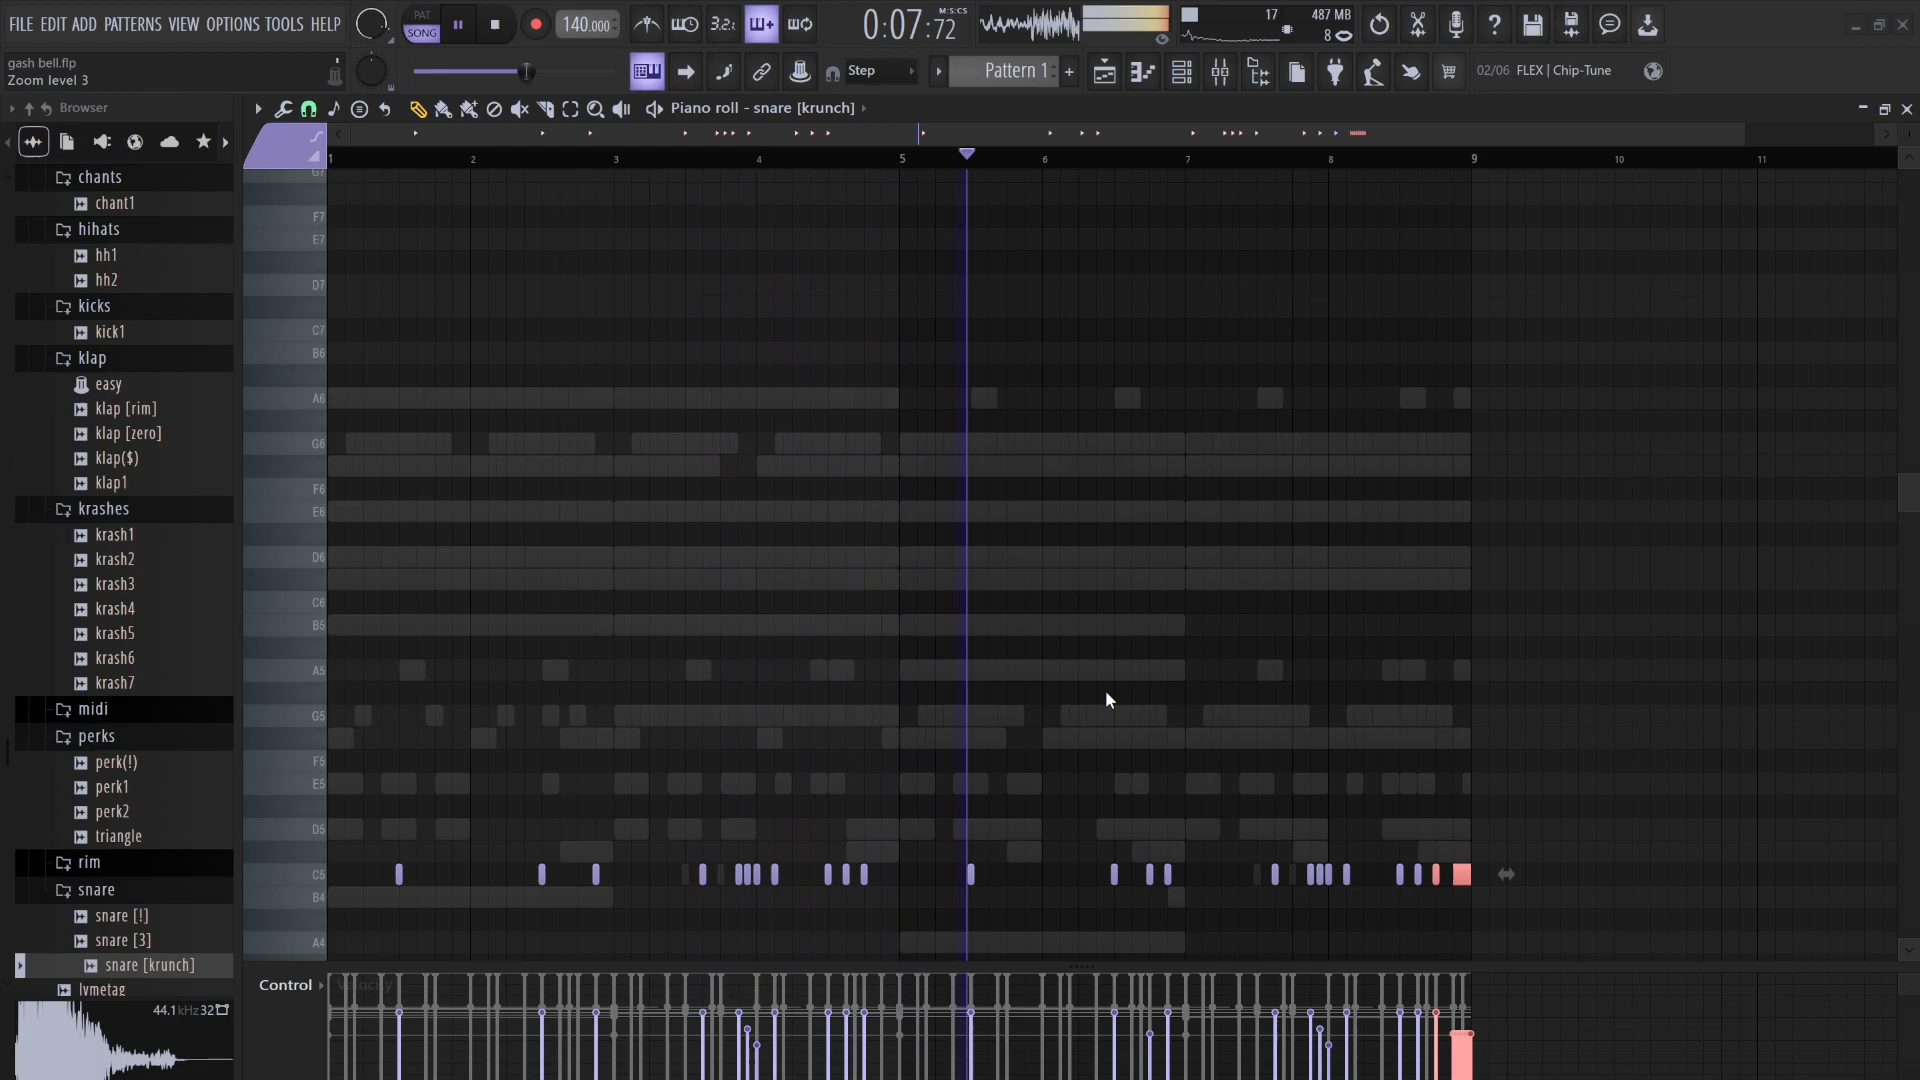 FILE EDIT ADD PATTERNS VIEW OPTIONS TOOLS HELP
PAT
SONG
140.000
3.2.
0:07:72
M:S:CS
17
487 MB
8
gash bell.flp
Zoom level 3
Step
Pattern 1
02/06 FLEX | Chip-Tune
Browser
Piano roll - snare [krunch]
1 2 3 4 5 6 7 8 9 10 11
chants
chant1
hihats
hh1
hh2
kicks
kick1
klap
easy
klap [rim]
klap [zero]
klap($)
klap1
krashes
krash1
krash2
krash3
krash4
krash5
krash6
krash7
midi
perks
perk(!)
perk1
perk2
triangle
rim
snare
snare [!]
snare [3]
snare [krunch]
lvmetag
44.1kHz 32
G7
F7
E7
D7
C7
B6
A6
G6
F6
E6
D6
C6
B5
A5
G5
F5
E5
D5
C5
B4
A4
Control
Velocity